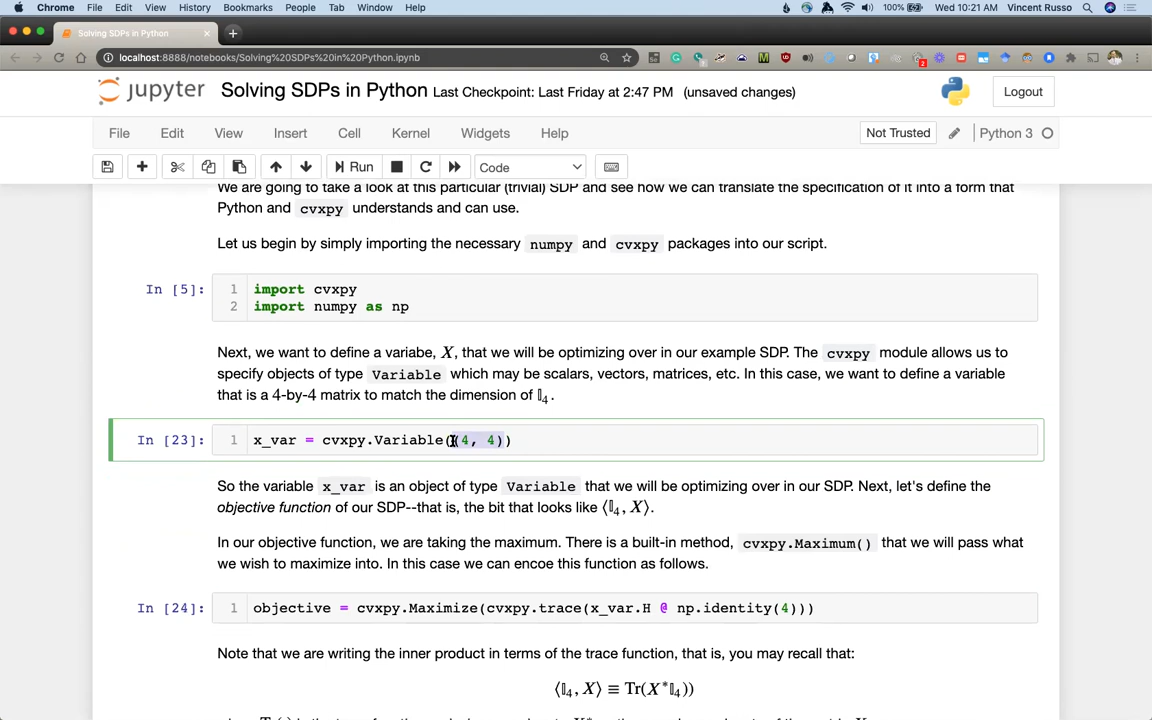 Chrome File Edit View History Bookmarks People Tab Window Help 100% Wed 10:21 AM Vincent Russo
Solving SDPs in Python
localhost:8888/notebooks/Solving%20SDPs%20in%20Python.ipynb
jupyter Solving SDPs in Python Last Checkpoint: Last Friday at 2:47 PM (unsaved changes) Logout
File Edit View Insert Cell Kernel Widgets Help Not Trusted Python 3
Run Code
We are going to take a look at this particular (trivial) SDP and see how we can translate the specification of it into a form that
Python and cvxpy understands and can use.
Let us begin by simply importing the necessary numpy and cvxpy packages into our script.
In [5]: 1 import cvxpy
2 import numpy as np
Next, we want to define a variabe, X, that we will be optimizing over in our example SDP. The cvxpy module allows us to
specify objects of type Variable which may be scalars, vectors, matrices, etc. In this case, we want to define a variable
that is a 4-by-4 matrix to match the dimension of 𝕀₄.
In [23]: 1 x_var = cvxpy.Variable((4, 4))
So the variable x_var is an object of type Variable that we will be optimizing over in our SDP. Next, let's define the
objective function of our SDP--that is, the bit that looks like ⟨𝕀₄, X⟩.
In our objective function, we are taking the maximum. There is a built-in method, cvxpy.Maximum() that we will pass what
we wish to maximize into. In this case we can encoe this function as follows.
In [24]: 1 objective = cvxpy.Maximize(cvxpy.trace(x_var.H @ np.identity(4)))
Note that we are writing the inner product in terms of the trace function, that is, you may recall that:
⟨𝕀₄, X⟩ ≡ Tr(X*𝕀₄))